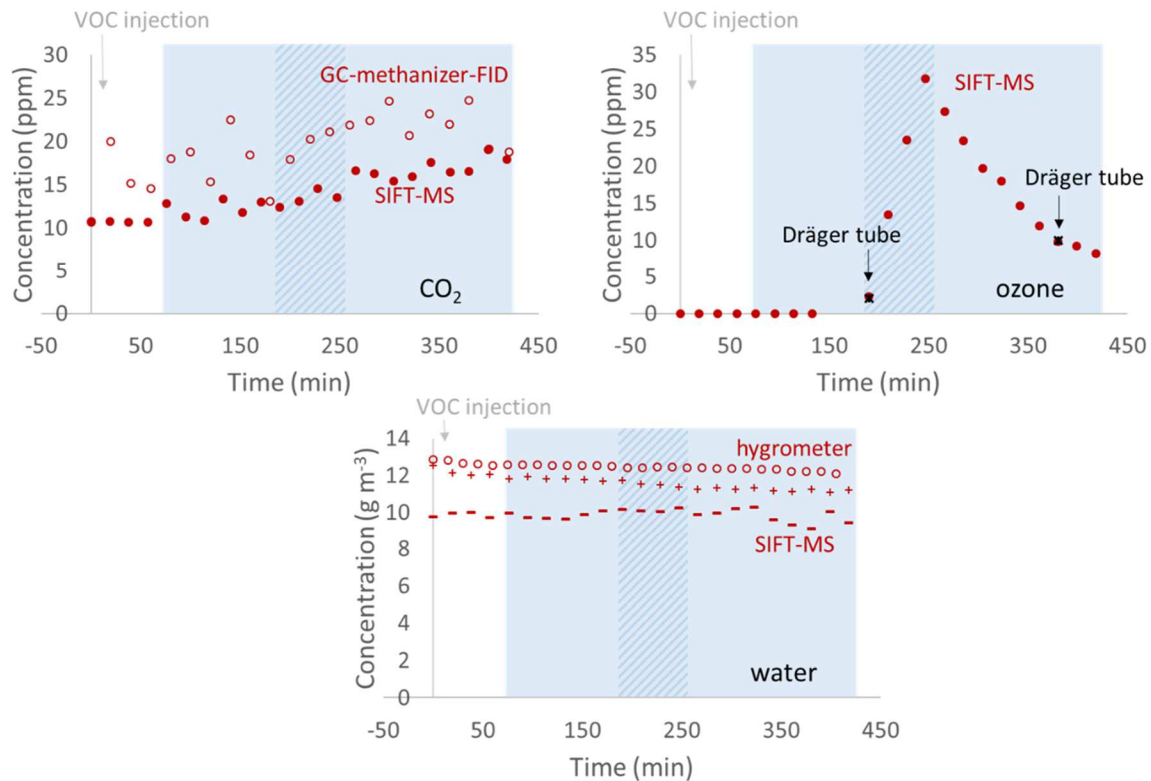 VOC injection
Concentration (ppm)
30
25
20
15
10
5
0
GC-methanizer-FID
SIFT-MS
CO2
-50 50 150 250 350 450
Time (min)
VOC injection
Concentration (ppm)
35
30
25
20
15
10
5
0
SIFT-MS
Dräger tube
Dräger tube
ozone
-50 50 150 250 350 450
Time (min)
VOC injection
Concentration (g m-3)
14
12
10
8
6
4
2
0
hygrometer
SIFT-MS
water
-50 50 150 250 350 450
Time (min)